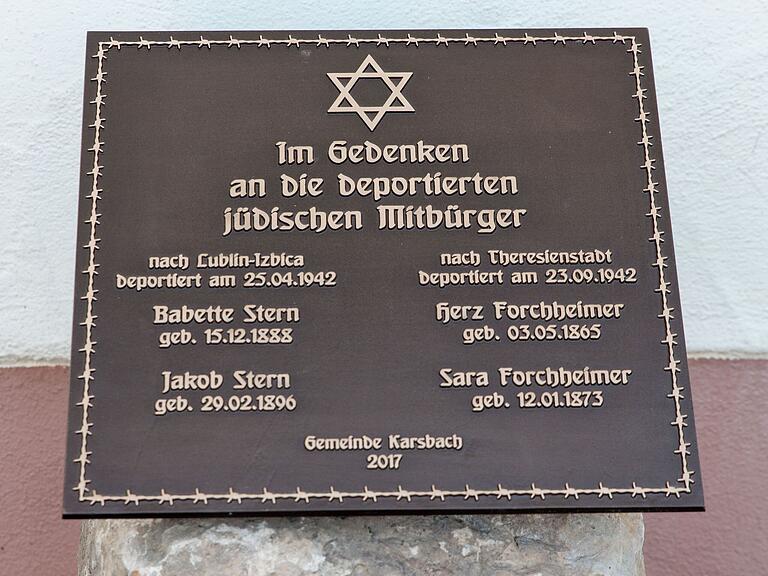 Im Gedenken
an die deportierten
jüdischen Mitbürger
nach Lublin-Izbica
deportiert am 25.04.1942
Babette Stern
geb. 15.12.1888
Jakob Stern
geb. 29.02.1896
nach Theresienstadt
deportiert am 23.09.1942
Herz Forchheimer
geb. 03.05.1865
Sara Forchheimer
geb. 12.01.1873
Gemeinde Karsbach
2017